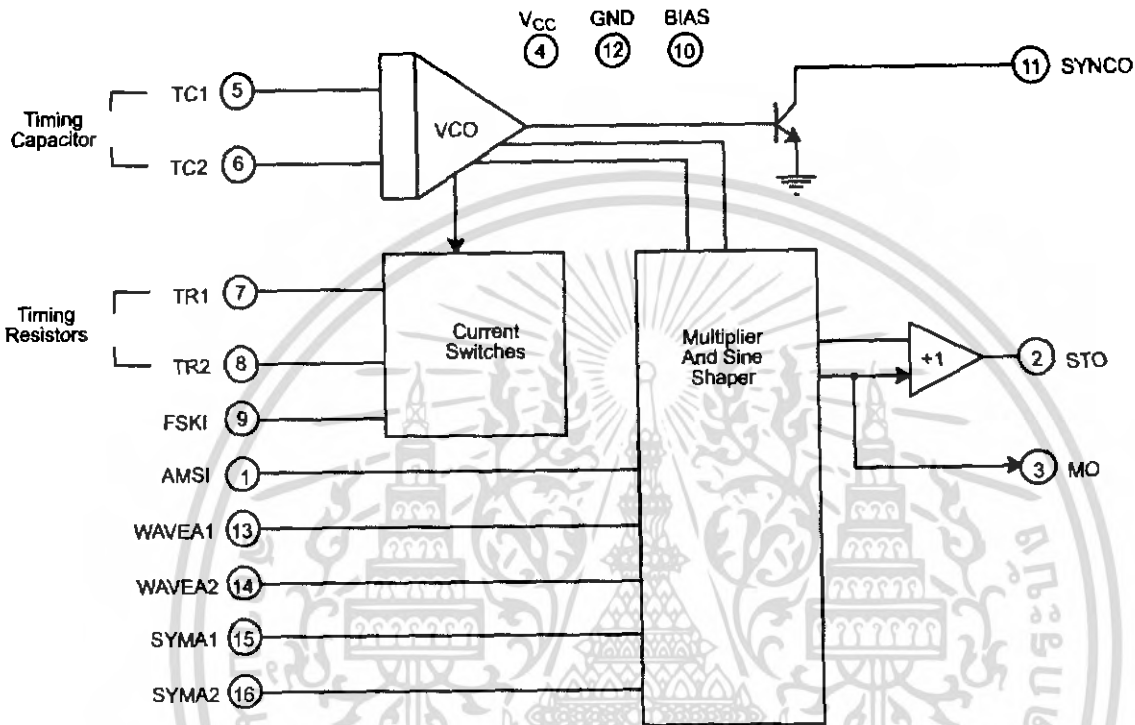 VCC GND BIAS
4 12 10
11 SYNCO
Timing Capacitor
TC1 5
TC2 6
VCO
Timing Resistors
TR1 7
TR2 8
FSKI 9
Current Switches
AMSI 1
WAVEA1 13
WAVEA2 14
SYMA1 15
SYMA2 16
Multiplier And Sine Shaper
+1
2 STO
3 MO